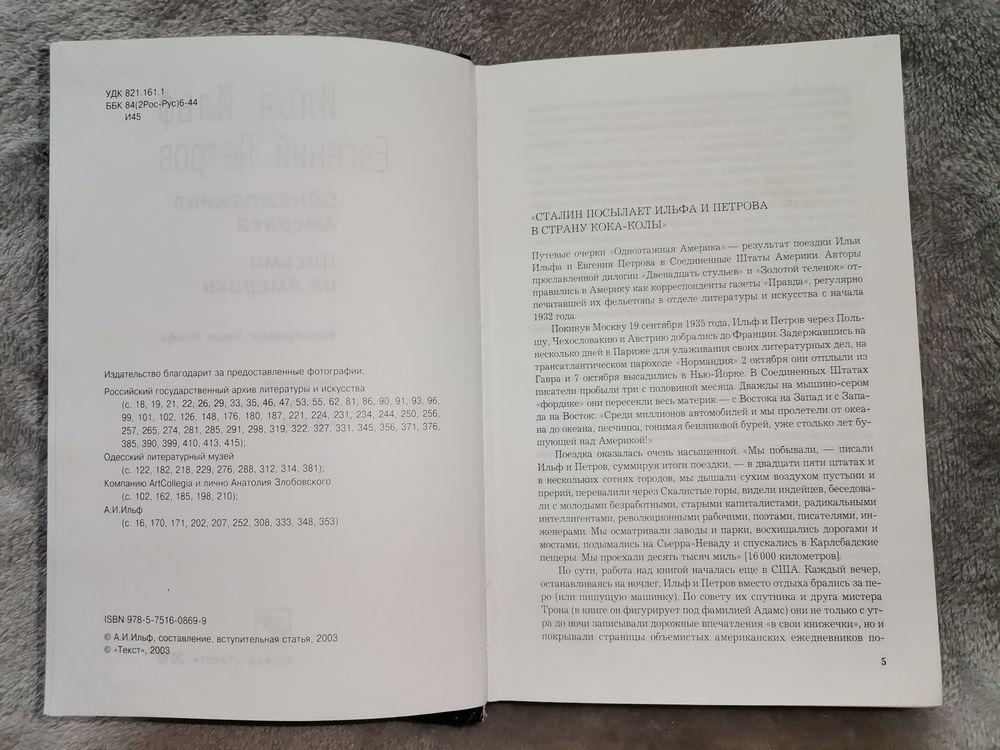 УДК 821.161.1
ББК 84(2Рос-Рус)6-44
И45
Издательство благодарит за предоставленные фотографии:
Российский государственный архив литературы и искусства
(с. 18, 19, 21, 22, 26, 29, 33, 35, 46, 47, 53, 55, 62, 81, 86, 90, 91, 93, 96,
99, 101, 102, 126, 148, 176, 180, 187, 221, 224, 231, 234, 244, 250, 256,
257, 265, 274, 281, 285, 291, 298, 319, 322, 327, 331, 345, 356, 371, 376,
385, 390, 399, 410, 413, 415);
Одесский литературный музей
(с. 122, 182, 218, 229, 276, 288, 312, 314, 381);
Компанию ArtCollegia и лично Анатолия Злобовского
(с. 102, 162, 185, 198, 210);
А.И.Ильф
(с. 16, 170, 171, 202, 207, 252, 308, 333, 348, 353)
ISBN 978-5-7516-0869-9
© А.И.Ильф, составление, вступительная статья, 2003
© «Текст», 2003
«СТАЛИН ПОСЫЛАЕТ ИЛЬФА И ПЕТРОВА
В СТРАНУ КОКА-КОЛЫ»
Путевые очерки «Одноэтажная Америка» — результат поездки Ильи
Ильфа и Евгения Петрова в Соединенные Штаты Америки. Авторы
прославленной дилогии «Двенадцать стульев» и «Золотой теленок» от-
правились в Америку как корреспонденты газеты «Правда», регулярно
печатавшей их фельетоны в отделе литературы и искусства с начала
1932 года.
Покинув Москву 19 сентября 1935 года, Ильф и Петров через Поль-
шу, Чехословакию и Австрию добрались до Франции. Задержавшись на
несколько дней в Париже для улаживания своих литературных дел, на
трансатлантическом пароходе «Нормандия» 2 октября они отплыли из
Гавра и 7 октября высадились в Нью-Йорке. В Соединенных Штатах
писатели пробыли три с половиной месяца. Дважды на мышино-сером
«фордике» они пересекли весь материк — с Востока на Запад и с Запа-
да на Восток: «Среди миллионов автомобилей и мы пролетели от океа-
на до океана, песчинка, гонимая бензиновой бурей, уже столько лет бу-
шующей над Америкой!»
Поездка оказалась очень насыщенной. «Мы побывали, — писали
Ильф и Петров, суммируя итоги поездки, — в двадцати пяти штатах и
в нескольких сотнях городов, мы дышали сухим воздухом пустыни и
прерий, перевалили через Скалистые горы, видели индейцев, беседова-
ли с молодыми безработными, старыми капиталистами, радикальными
интеллигентами, революционными рабочими, поэтами, писателями, ин-
женерами. Мы осматривали заводы и парки, восхищались дорогами и
мостами, подымались на Сьерра-Неваду и спускались в Карлсбадские
пещеры. Мы проехали десять тысяч миль» [16 000 километров].
По сути, работа над книгой началась еще в США. Каждый вечер,
останавливаясь на ночлег, Ильф и Петров вместо отдыха брались за пе-
ро (или пишущую машинку). По совету их спутника и друга мистера
Трона (в книге он фигурирует под фамилией Адамс) они не только с ут-
ра до ночи записывали дорожные впечатления «в свои книжечки», но и
покрывали страницы объемистых американских ежедневников по-
5